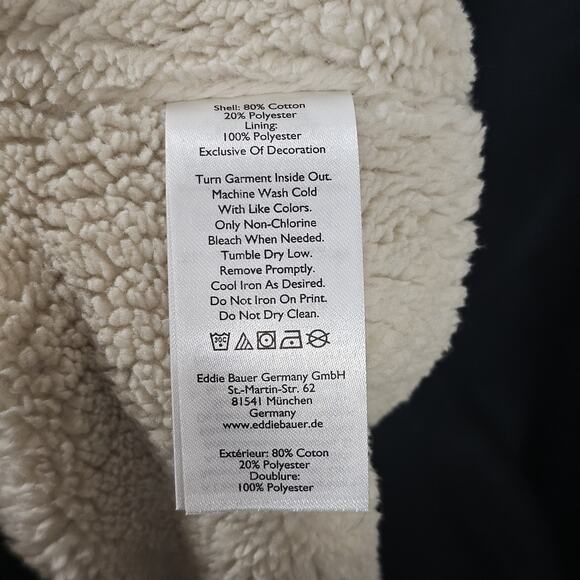 Shell: 80% Cotton
20% Polyester
Lining:
100% Polyester
Exclusive Of Decoration
Turn Garment Inside Out.
Machine Wash Cold
With Like Colors.
Only Non-Chlorine
Bleach When Needed.
Tumble Dry Low.
Remove Promptly.
Cool Iron As Desired.
Do Not Iron On Print.
Do Not Dry Clean.
30C
Eddie Bauer Germany GmbH
St.-Martin-Str. 62
81541 München
Germany
www.eddiebauer.de
Extérieur: 80% Coton
20% Polyester
Doublure:
100% Polyester